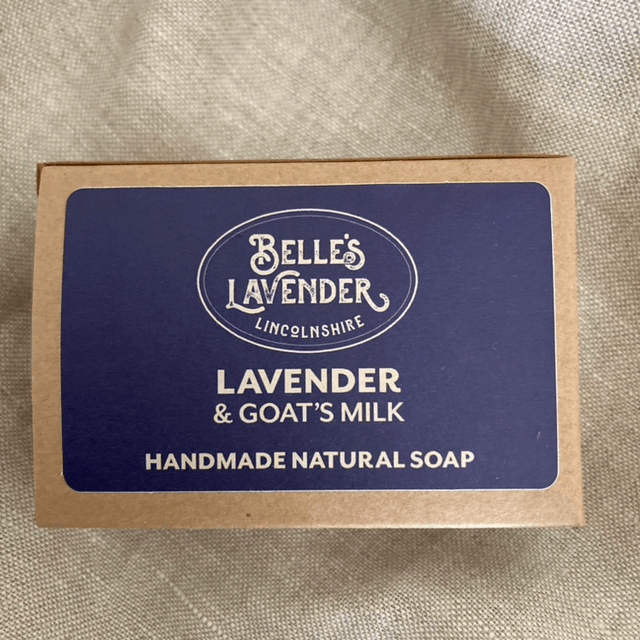 BELLE'S
LAVENDER
LINCOLNSHIRE
LAVENDER
& GOAT'S MILK
HANDMADE NATURAL SOAP